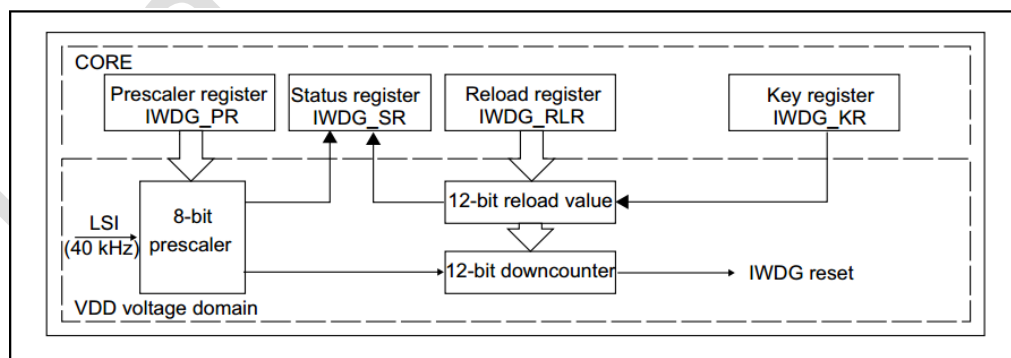 CORE
Prescaler register
IWDG_PR
Status register
IWDG_SR
Reload register
IWDG_RLR
Key register
IWDG_KR
LSI
(40 kHz)
8-bit
prescaler
12-bit reload value
12-bit downcounter
IWDG reset
VDD voltage domain